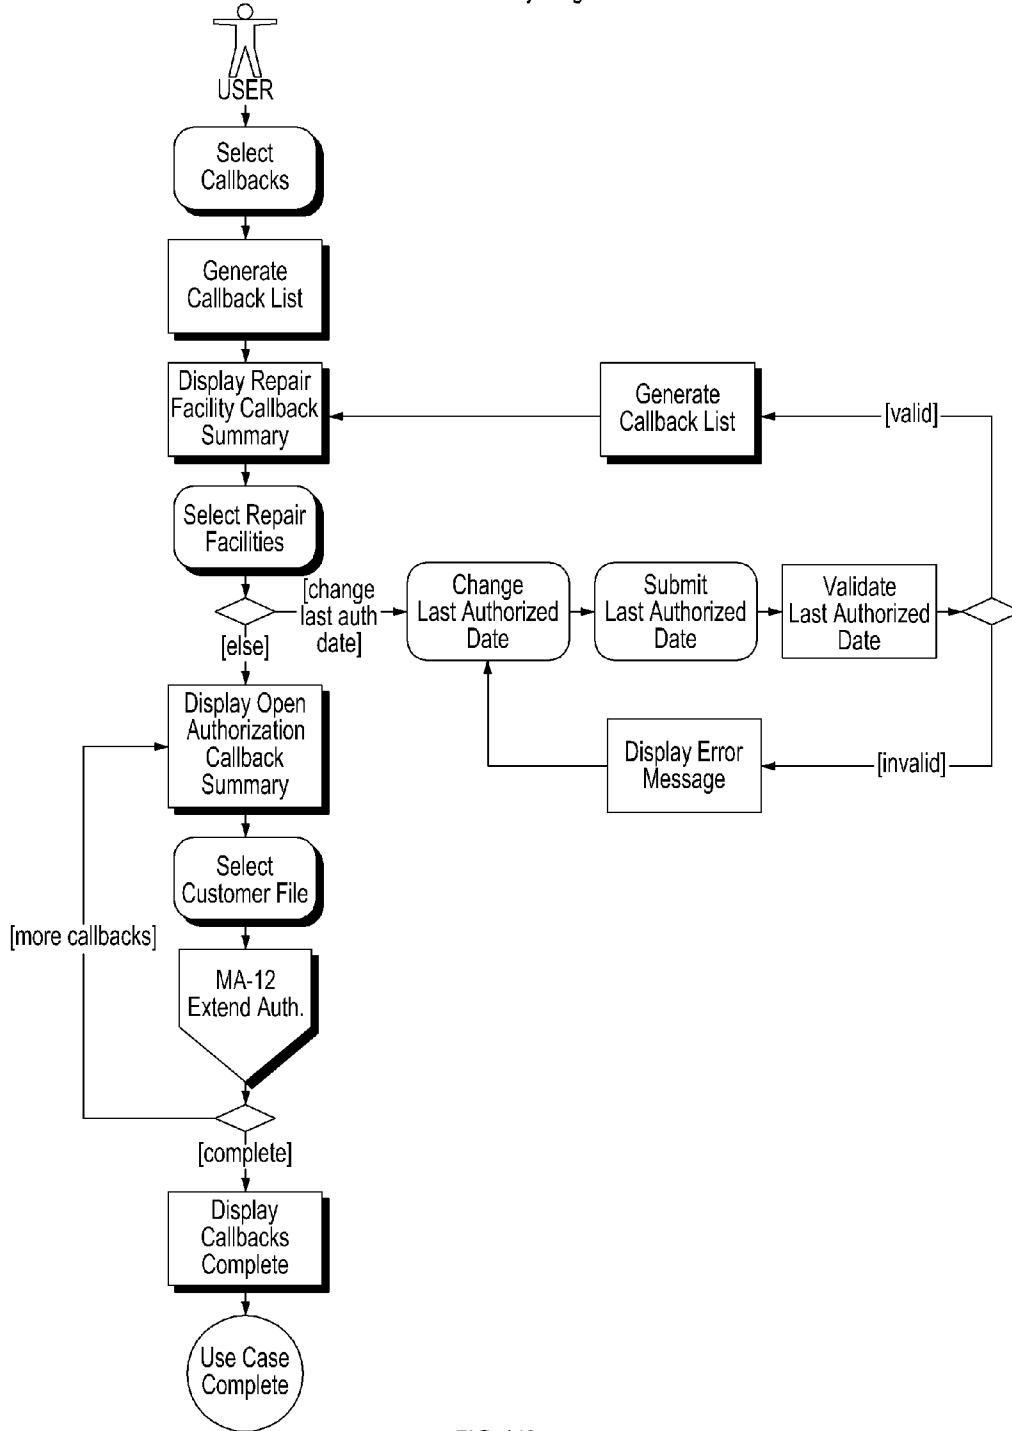 USER
Select
Callbacks
Generate
Callback List
Display Repair
Facility Callback
Summary
Generate
Callback List
[valid]
Select Repair
Facilities
[change
last auth
date]
[else]
Change
Last Authorized
Date
Submit
Last Authorized
Date
Validate
Last Authorized
Date
Display Open
Authorization
Callback
Summary
Display Error
Message
[invalid]
Select
Customer File
[more callbacks]
MA-12
Extend Auth.
[complete]
Display
Callbacks
Complete
Use Case
Complete